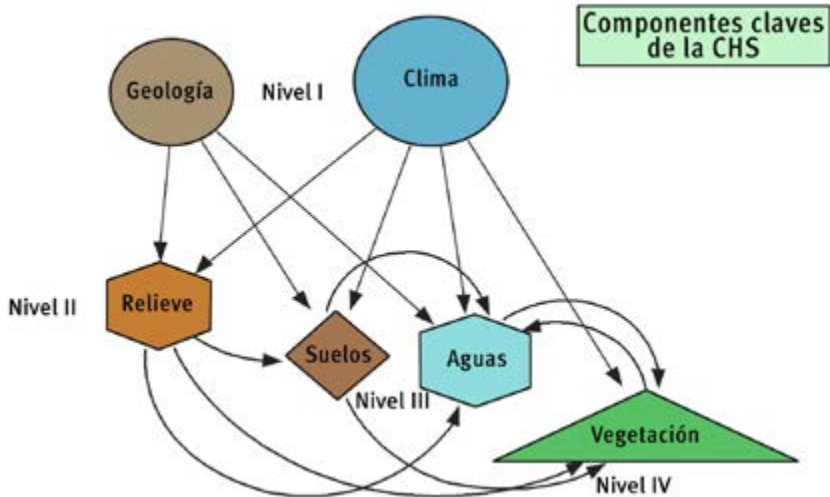 Componentes claves
de la CHS
Geología
Nivel I
Clima
Nivel II
Relieve
Suelos
Aguas
Nivel III
Vegetación
Nivel IV